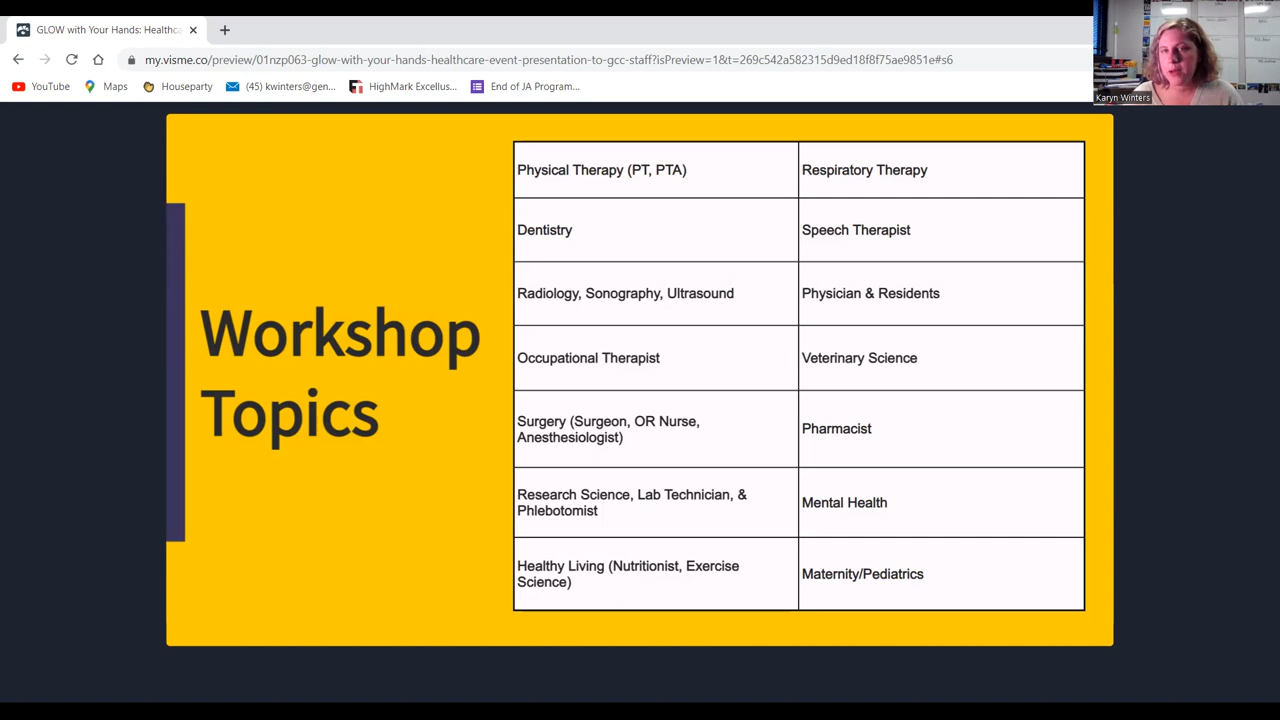 GLOW with Your Hands: Healthca
my.visme.co/preview/01nzp063-glow-with-your-hands-healthcare-event-presentation-to-gcc-staff?isPreview=1&t=269c542a582315d9ed18f8f75ae9851e#s6
YouTube
Maps
Houseparty
(45) kwinters@gen...
HighMark-Excellus...
End of JA Program...
Karyn Winters
Workshop
Topics
Physical Therapy (PT, PTA)
Respiratory Therapy
Dentistry
Speech Therapist
Radiology, Sonography, Ultrasound
Physician & Residents
Occupational Therapist
Veterinary Science
Surgery (Surgeon, OR Nurse,
Anesthesiologist)
Pharmacist
Research Science, Lab Technician, &
Phlebotomist
Mental Health
Healthy Living (Nutritionist, Exercise
Science)
Maternity/Pediatrics